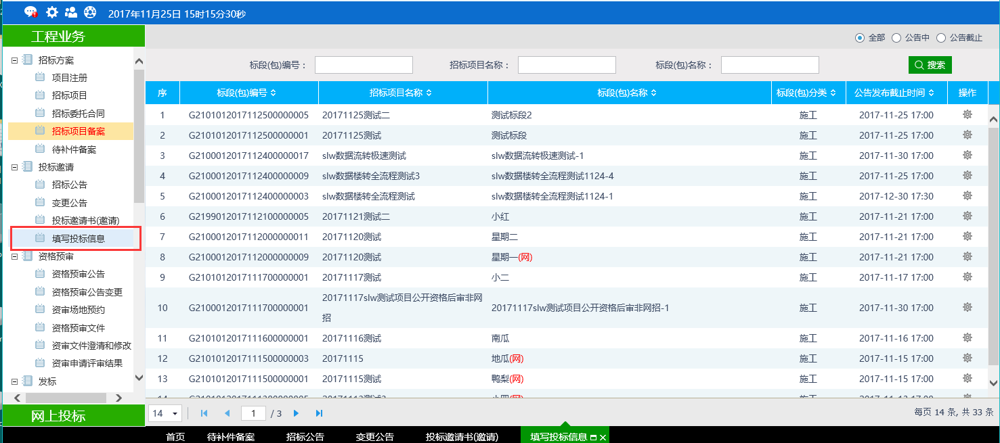 2017年11月25日 15时15分30秒
工程业务
招标方案
项目注册
招标项目
招标委托合同
招标项目备案
待补件备案
投标邀请
招标公告
变更公告
投标邀请书(邀请)
填写投标信息
资格预审
资格预审公告
资格预审公告变更
资审场地预约
资格预审文件
资审文件澄清和修改
资审申请评审结果
发标
网上投标
全部 公告中 公告截止
标段(包)编号： 招标项目名称： 标段(包)名称： 搜索
序 标段(包)编号 招标项目名称 标段(包)名称 标段(包)分类 公告发布截止时间 操作
1 G2101012017112500000005 20171125测试二 测试标段2 施工 2017-11-25 17:00
2 G2101012017112500000001 20171125测试 测试标段 施工 2017-11-25 17:00
3 G2100012017112400000017 slw数据流转极速测试 slw数据流转极速测试-1 施工 2017-11-30 17:00
4 G2100012017112400000009 slw数据楼转全流程测试3 slw数据楼转全流程测试1124-4 施工 2017-11-25 17:00
5 G2100012017112400000003 slw数据楼转全流程测试 slw数据楼转全流程测试1124-1 施工 2017-12-30 17:30
6 G2199012017112100000005 20171121测试二 小红 施工 2017-11-21 17:00
7 G2100012017112000000011 20171120测试 星期二 施工 2017-11-21 17:00
8 G2100012017112000000009 20171120测试 星期一(网) 施工 2017-11-21 17:00
9 G2101012017111700000001 20171117测试 小二 施工 2017-11-17 17:00
10 G2100012017111700000001 20171117slw测试项目公开资格后审非网
招 20171117slw测试项目公开资格后审非网招-1 施工 2017-11-30 17:00
11 G2101012017111600000001 20171116测试 南瓜 施工 2017-11-16 17:00
12 G2101012017111500000003 20171115 地瓜(网) 施工 2017-11-15 17:00
13 G2101012017111500000001 20171115测试 鸭梨(网) 施工 2017-11-15 17:00
14 1 / 3 每页 14 条, 共 33 条
首页 待补件备案 招标公告 变更公告 投标邀请书(邀请) 填写投标信息